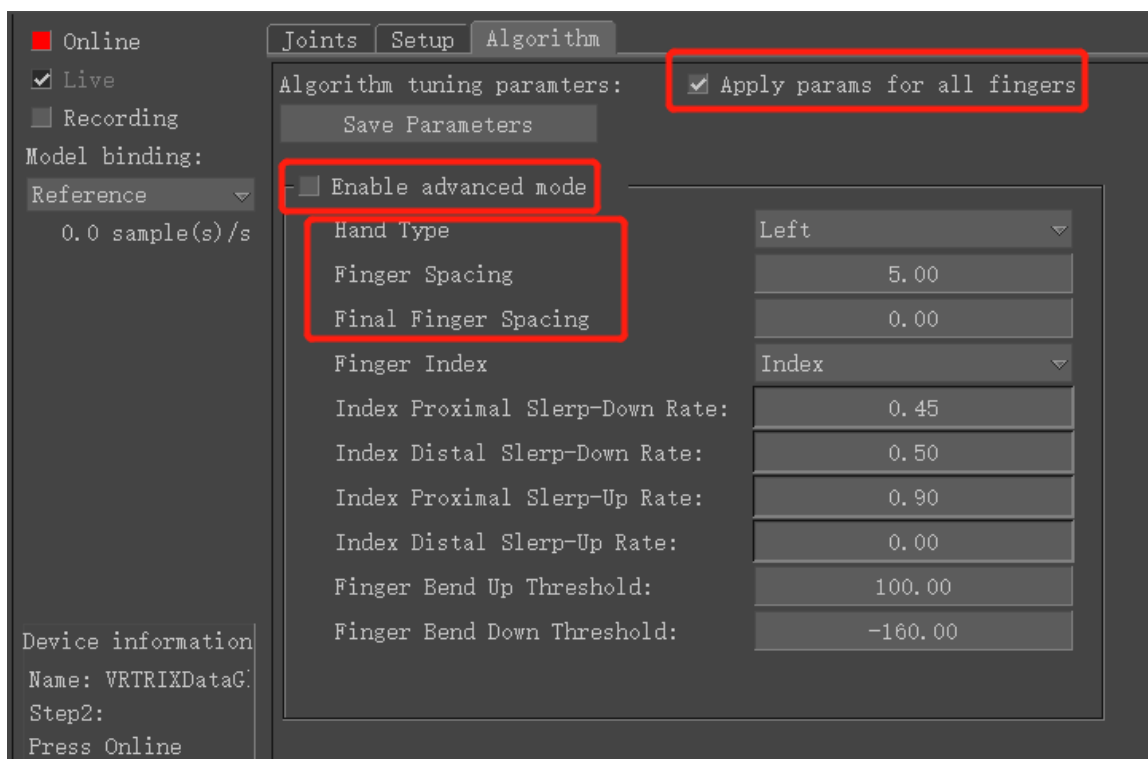 Online
Live
Recording
Model binding:
Reference
0.0 sample(s)/s
Device information
Name: VRTRIXDataG
Step2:
Press Online
Joints Setup Algorithm
Algorithm tuning paramters: Apply params for all fingers
Save Parameters
Enable advanced mode
Hand Type Left
Finger Spacing 5.00
Final Finger Spacing 0.00
Finger Index Index
Index Proximal Slerp-Down Rate: 0.45
Index Distal Slerp-Down Rate: 0.50
Index Proximal Slerp-Up Rate: 0.90
Index Distal Slerp-Up Rate: 0.00
Finger Bend Up Threshold: 100.00
Finger Bend Down Threshold: -160.00